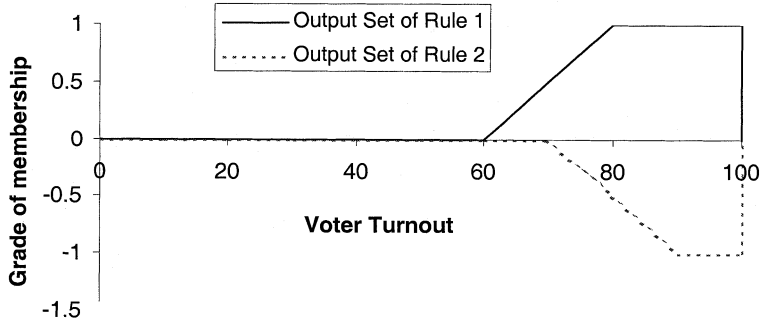 Output Set of Rule 1
Output Set of Rule 2
Grade of membership
1
0.5
0
-0.5
-1
-1.5
0 20 40 60 80 100
Voter Turnout